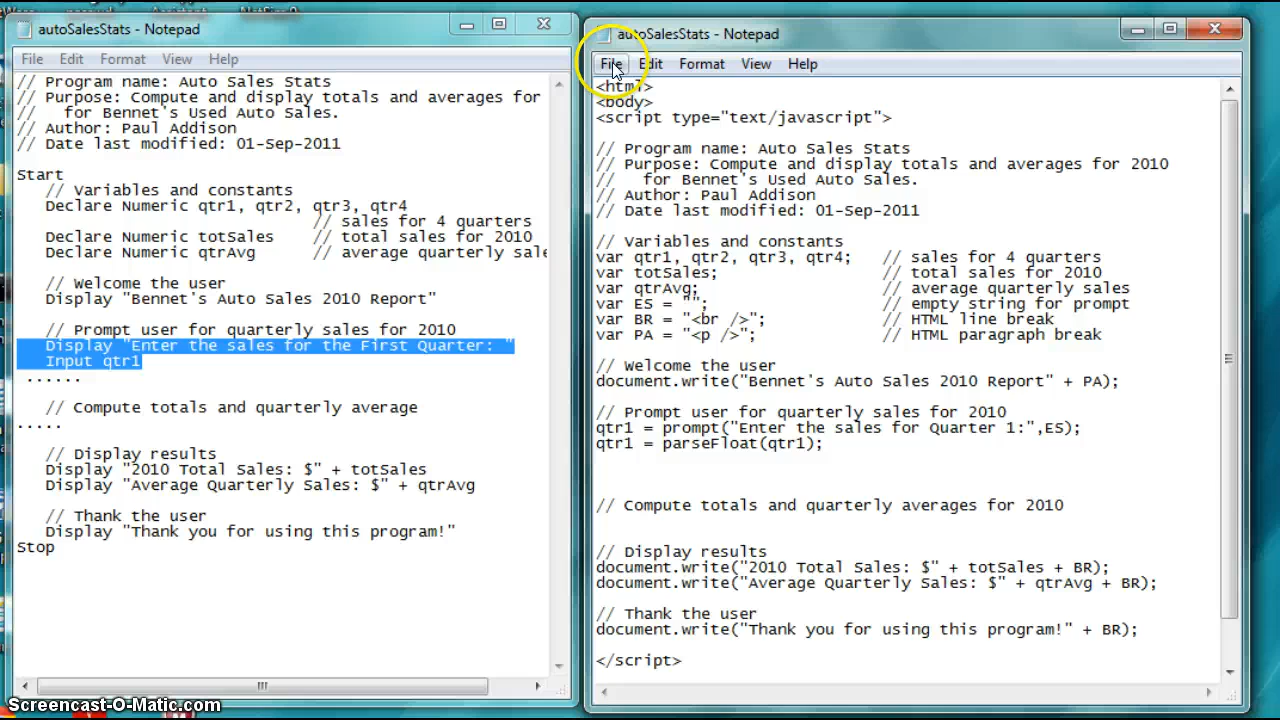 autoSalesStats - Notepad
File Edit Format View Help
// Program name: Auto Sales Stats
// Purpose: Compute and display totals and averages for
// for Bennet's Used Auto Sales.
// Author: Paul Addison
// Date last modified: 01-Sep-2011
Start
// Variables and constants
Declare Numeric qtr1, qtr2, qtr3, qtr4
// sales for 4 quarters
Declare Numeric totSales // total sales for 2010
Declare Numeric qtrAvg // average quarterly sale
// Welcome the user
Display "Bennet's Auto Sales 2010 Report"
// Prompt user for quarterly sales for 2010
Display "Enter the sales for the First Quarter: "
Input qtr1
......
// Compute totals and quarterly average
.....
// Display results
Display "2010 Total Sales: $" + totSales
Display "Average Quarterly Sales: $" + qtrAvg
// Thank the user
Display "Thank you for using this program!"
Stop
autoSalesStats - Notepad
File Edit Format View Help
<html>
<body>
<script type="text/javascript">
// Program name: Auto Sales Stats
// Purpose: Compute and display totals and averages for 2010
// for Bennet's Used Auto Sales.
// Author: Paul Addison
// Date last modified: 01-Sep-2011
// Variables and constants
var qtr1, qtr2, qtr3, qtr4; // sales for 4 quarters
var totSales; // total sales for 2010
var qtrAvg; // average quarterly sales
var ES = ""; // empty string for prompt
var BR = "<br />"; // HTML line break
var PA = "<p />"; // HTML paragraph break
// Welcome the user
document.write("Bennet's Auto Sales 2010 Report" + PA);
// Prompt user for quarterly sales for 2010
qtr1 = prompt("Enter the sales for Quarter 1:",ES);
qtr1 = parseFloat(qtr1);
// Compute totals and quarterly averages for 2010
// Display results
document.write("2010 Total Sales: $" + totSales + BR);
document.write("Average Quarterly Sales: $" + qtrAvg + BR);
// Thank the user
document.write("Thank you for using this program!" + BR);
</script>
Screencast-O-Matic.com